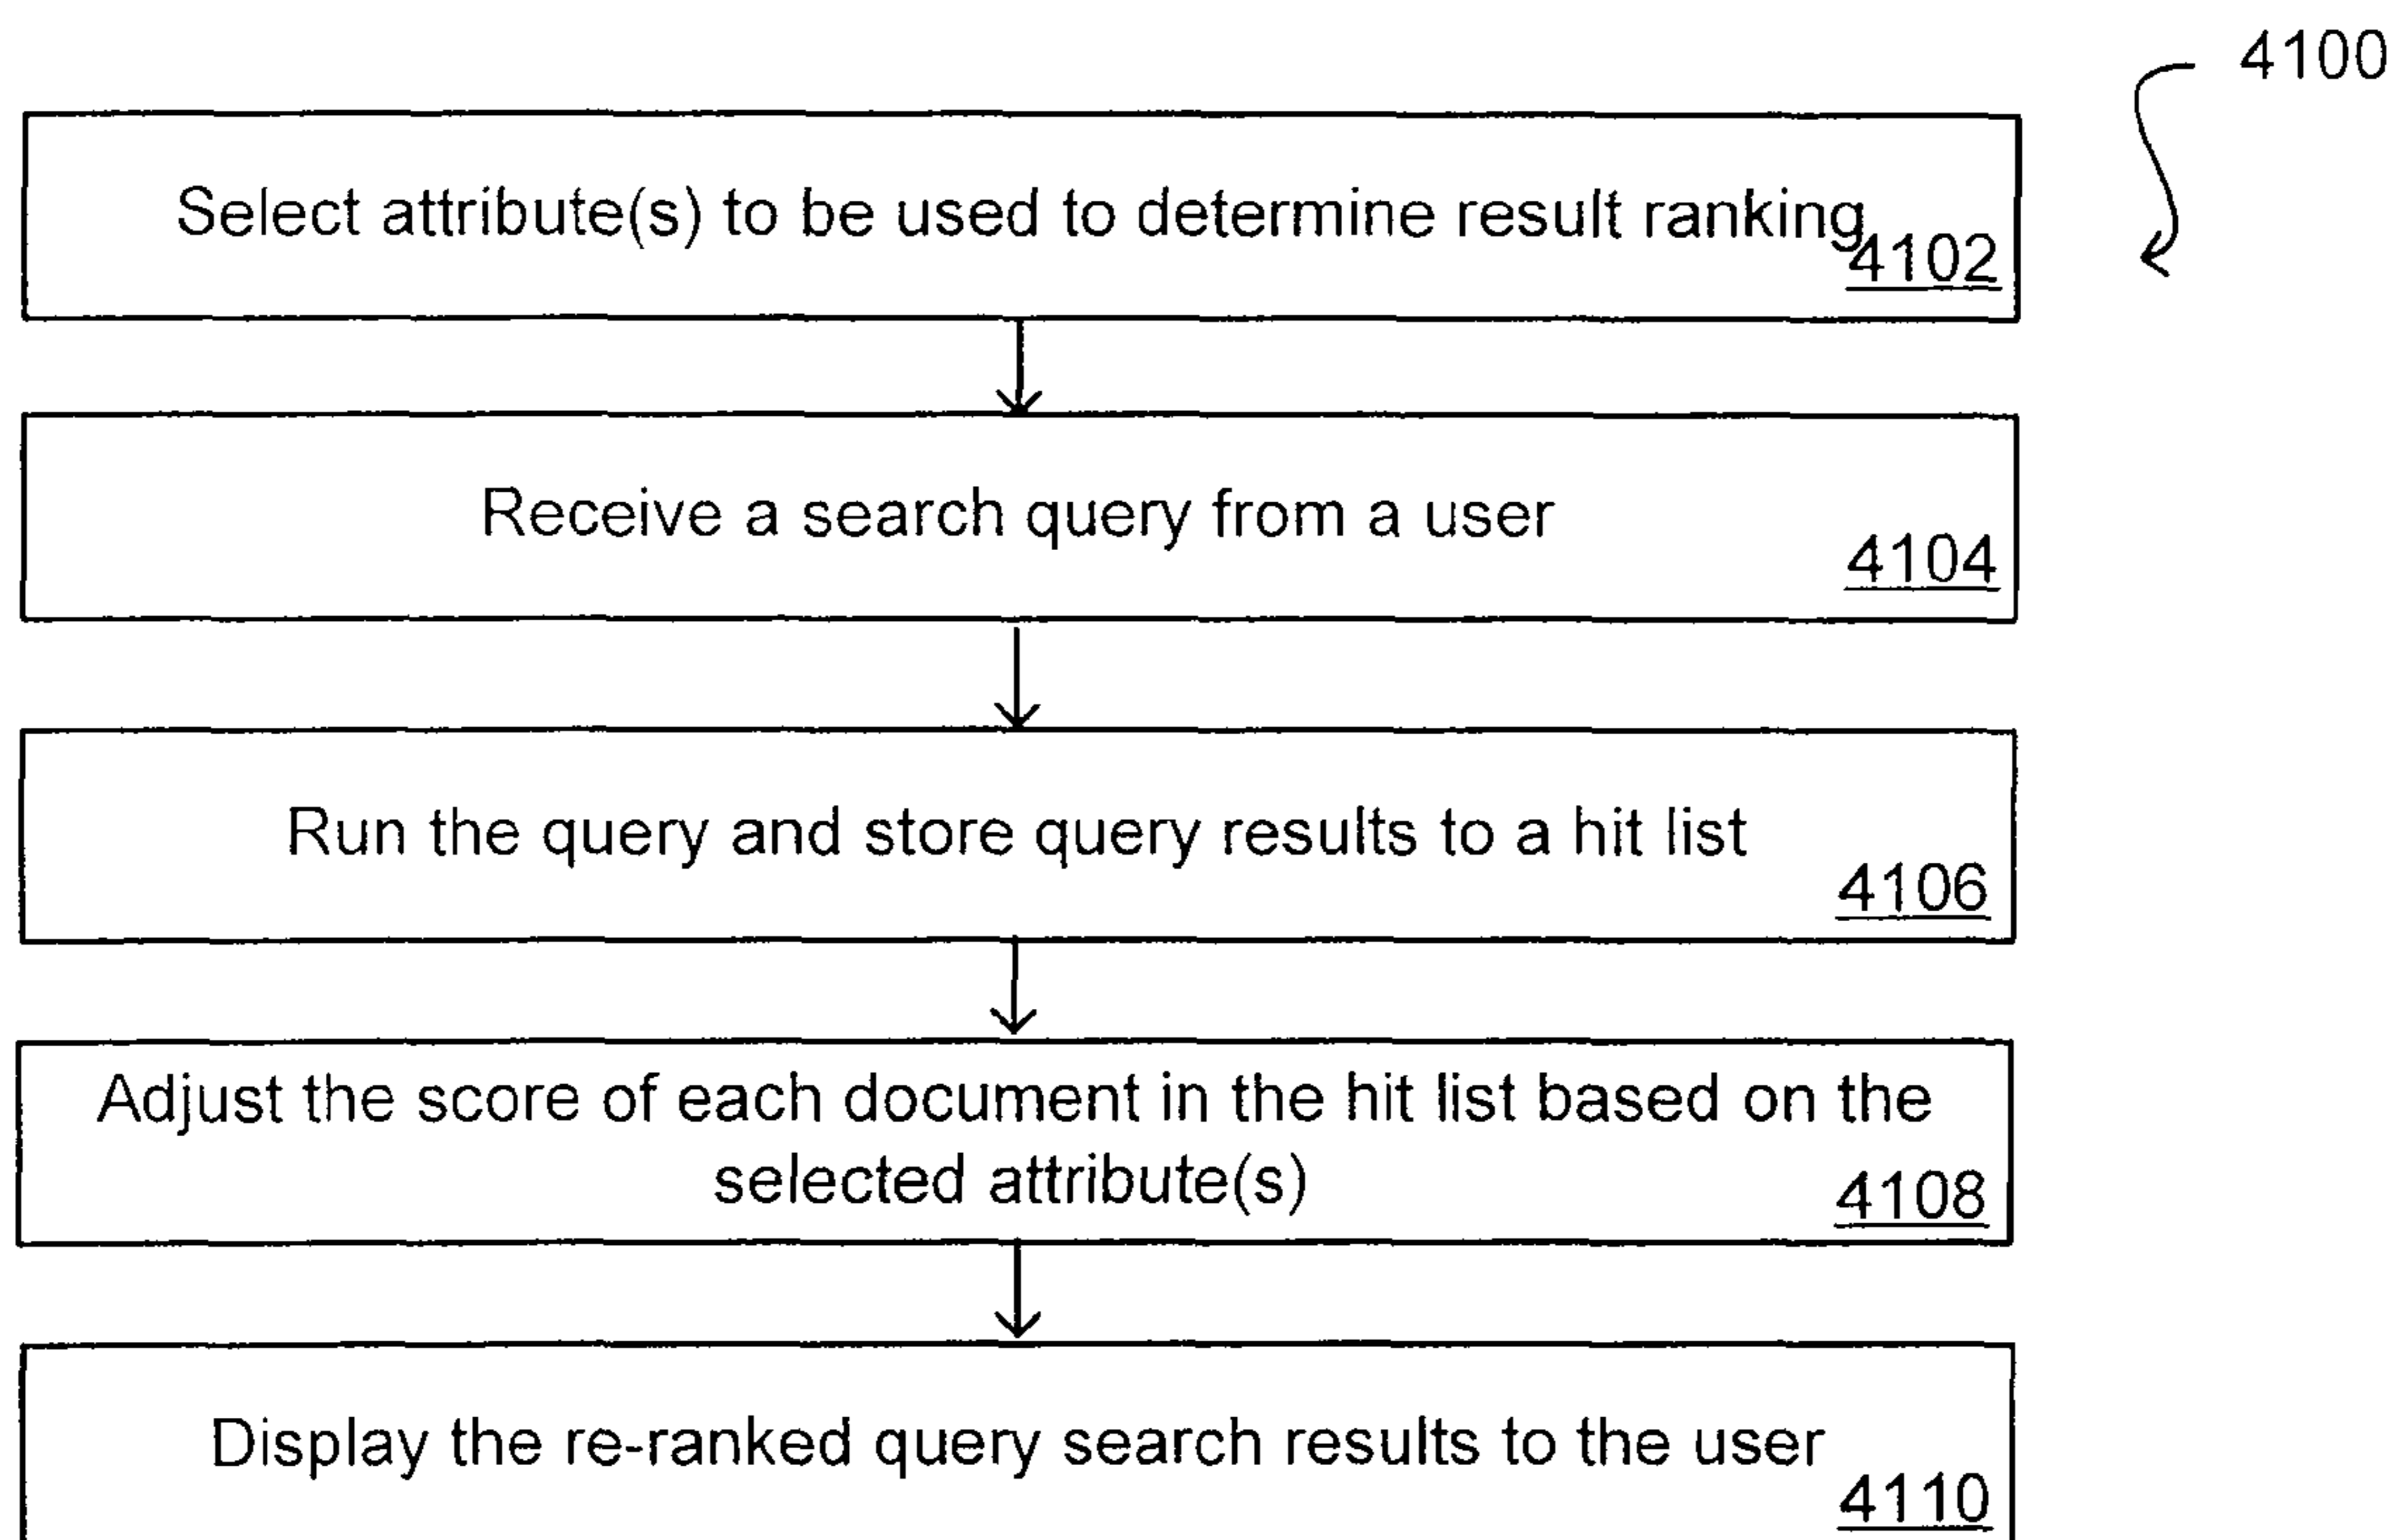 4100
Select attribute(s) to be used to determine result ranking
4102
Receive a search query from a user
4104
Run the query and store query results to a hit list
4106
Adjust the score of each document in the hit list based on the
selected attribute(s)
4108
Display the re-ranked query search results to the user
4110